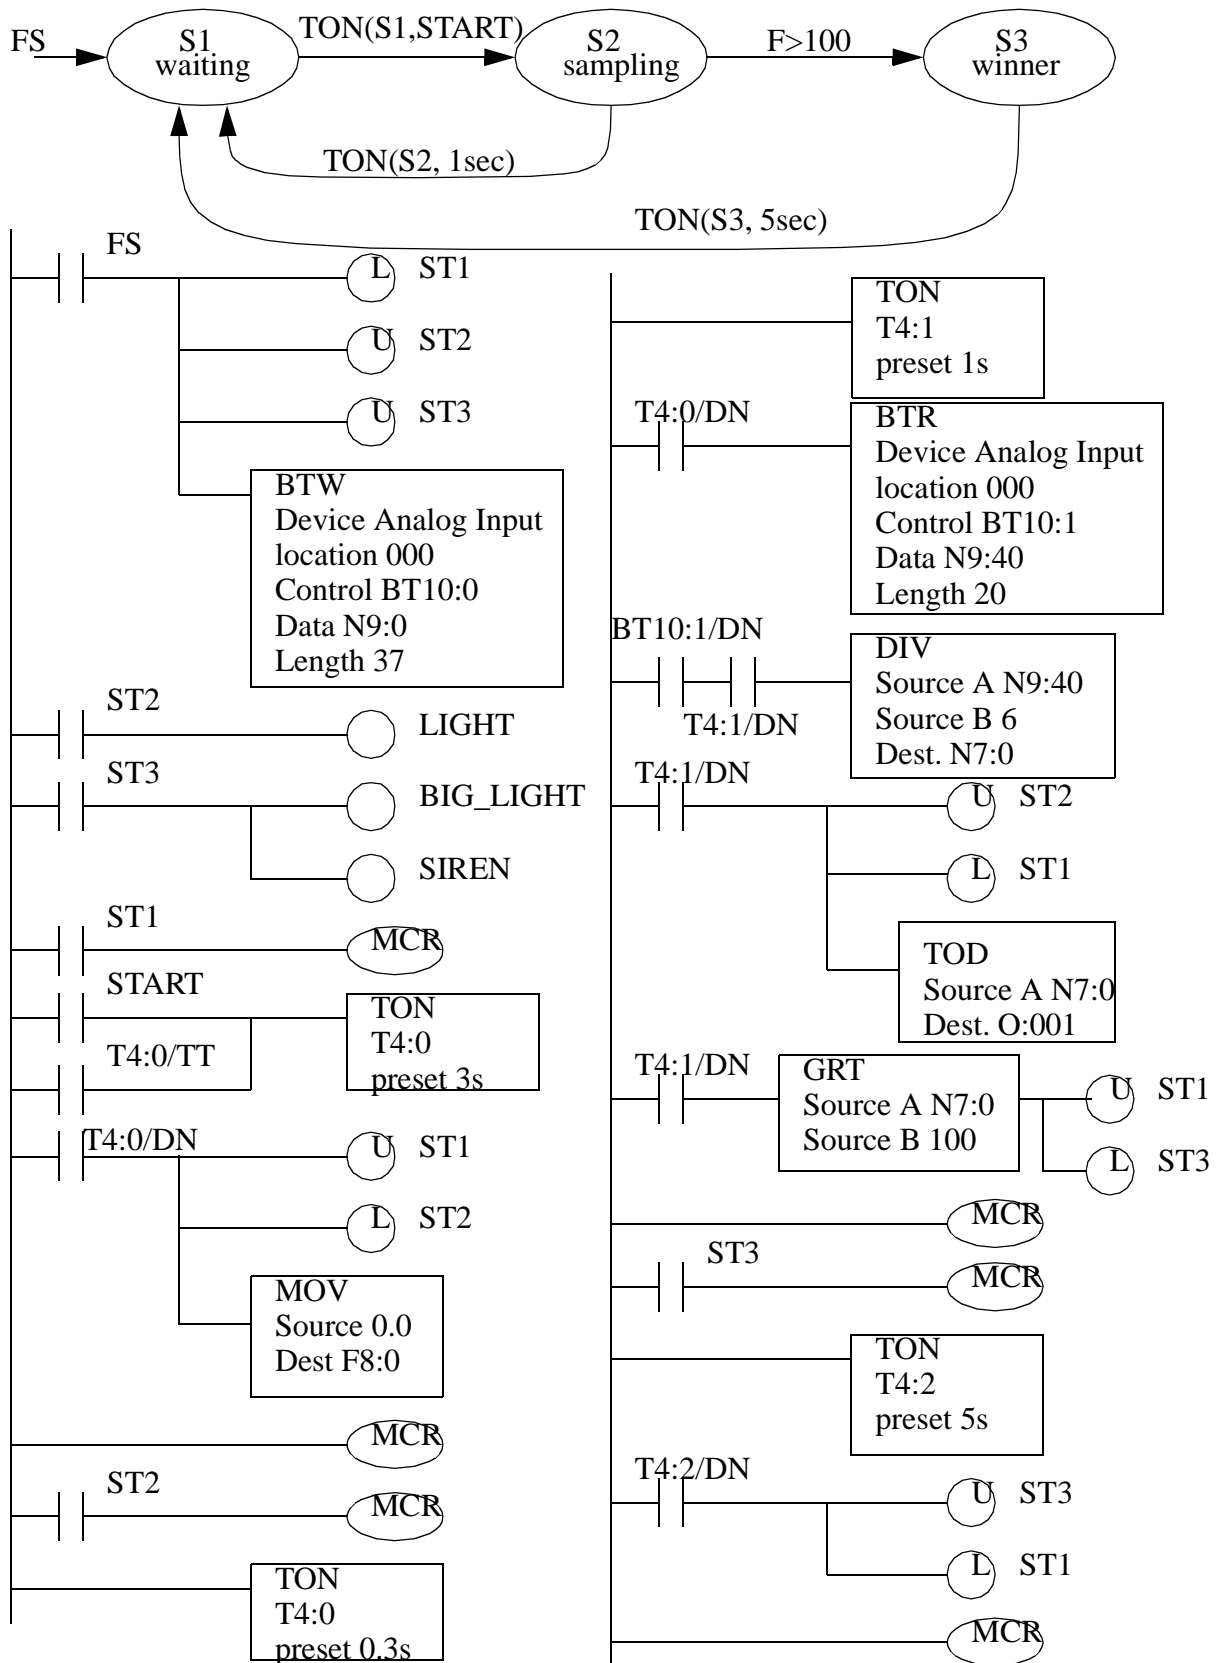 FS
S1
waiting
TON(S1,START)
S2
sampling
F>100
S3
winner
TON(S2, 1sec)
TON(S3, 5sec)
FS
L ST1
U ST2
U ST3
BTW
Device Analog Input
location 000
Control BT10:0
Data N9:0
Length 37
ST2
LIGHT
ST3
BIG_LIGHT
SIREN
ST1
MCR
START
TON
T4:0
preset 3s
T4:0/TT
T4:0/DN
U ST1
L ST2
MOV
Source 0.0
Dest F8:0
MCR
ST2
MCR
TON
T4:0
preset 0.3s
TON
T4:1
preset 1s
T4:0/DN
BTR
Device Analog Input
location 000
Control BT10:1
Data N9:40
Length 20
BT10:1/DN
T4:1/DN
DIV
Source A N9:40
Source B 6
Dest. N7:0
T4:1/DN
U ST2
L ST1
TOD
Source A N7:0
Dest. O:001
T4:1/DN
GRT
Source A N7:0
Source B 100
U ST1
L ST3
MCR
ST3
MCR
TON
T4:2
preset 5s
T4:2/DN
U ST3
L ST1
MCR